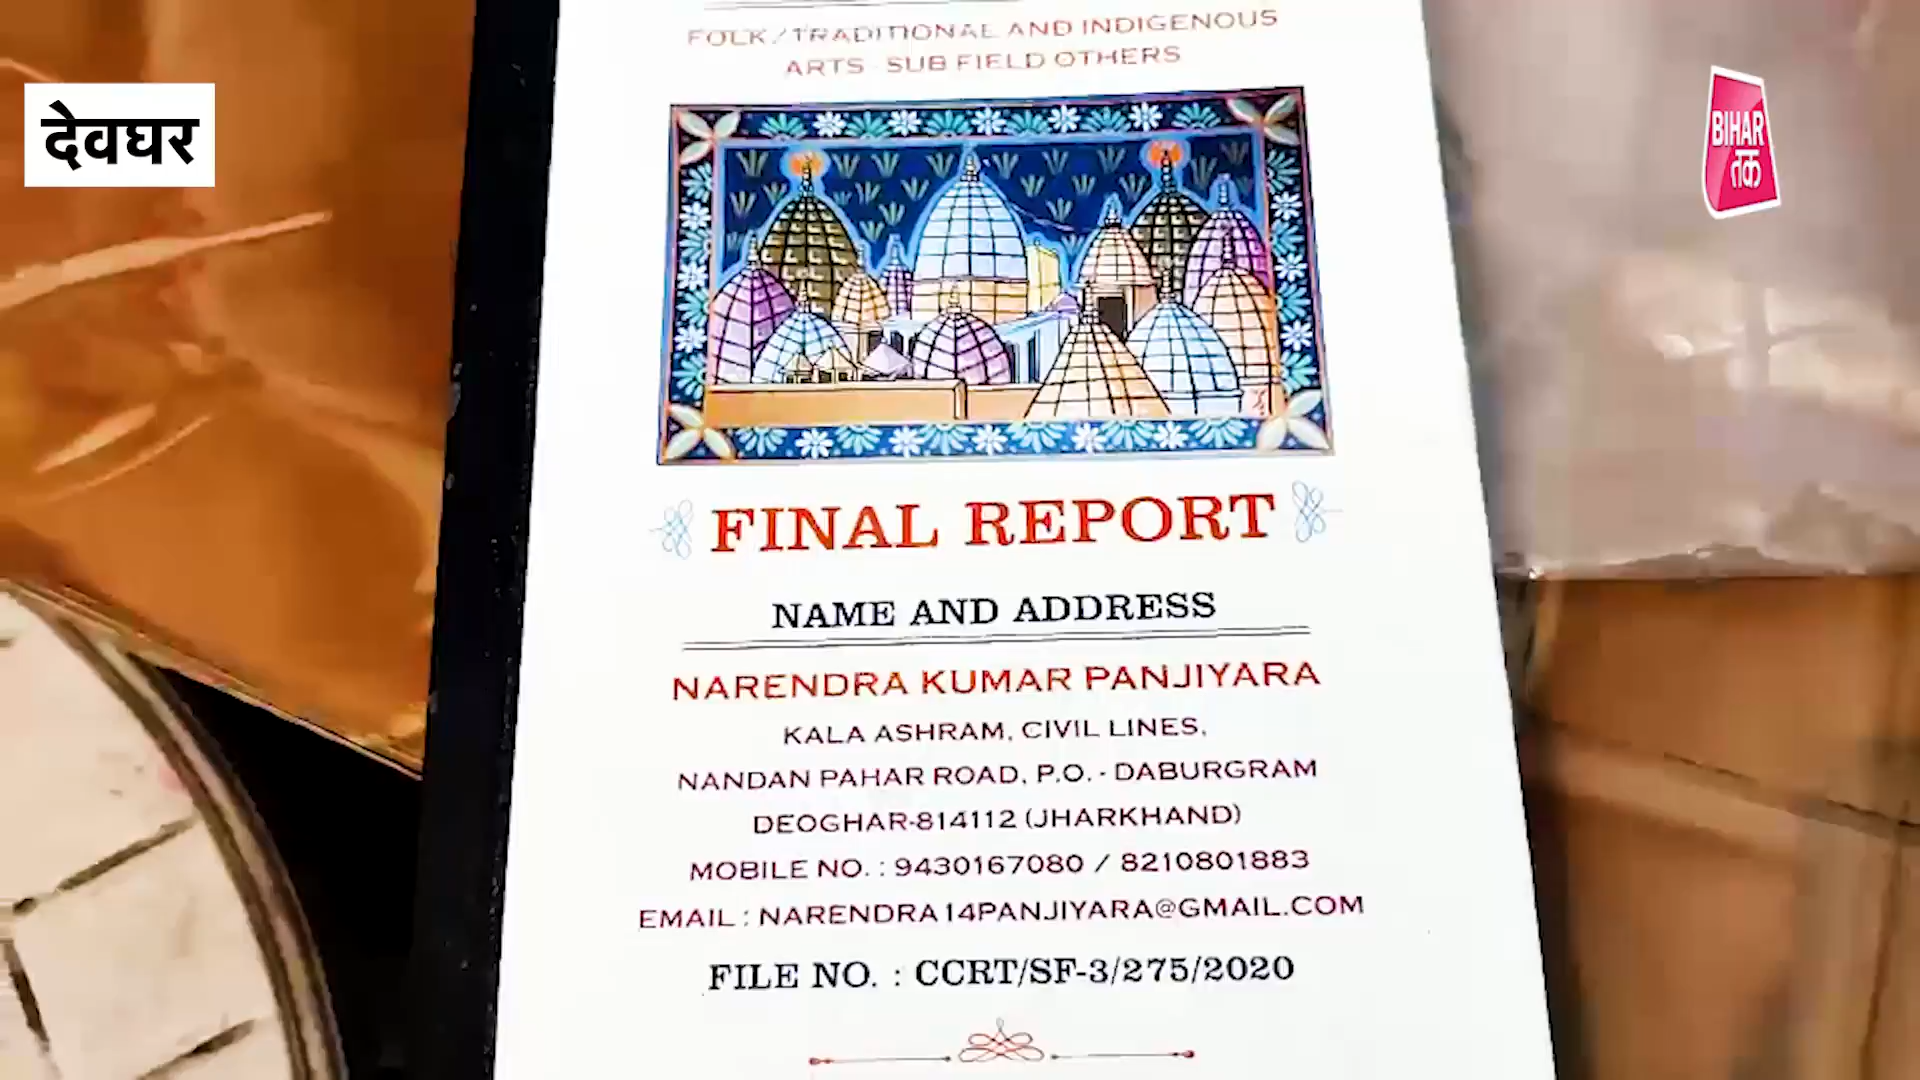 देवघर
BIHAR
तक
FOLK / TRADITIONAL AND INDIGENOUS
ARTS - SUB FIELD OTHERS
FINAL REPORT
NAME AND ADDRESS
NARENDRA KUMAR PANJIYARA
KALA ASHRAM, CIVIL LINES,
NANDAN PAHAR ROAD, P.O. - DABURGRAM
DEOGHAR-814112 (JHARKHAND)
MOBILE NO. : 9430167080 / 8210801883
EMAIL : NARENDRA14PANJIYARA@GMAIL.COM
FILE NO. : CCRT/SF-3/275/2020